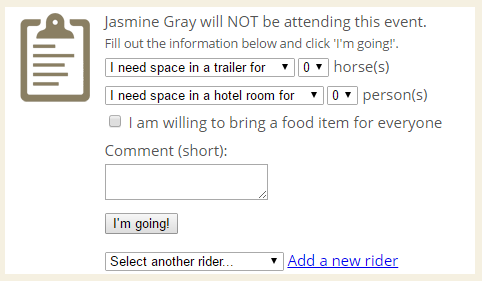 Jasmine Gray will NOT be attending this event.
Fill out the information below and click 'I'm going!'.
I need space in a trailer for 0 horse(s)
I need space in a hotel room for 0 person(s)
I am willing to bring a food item for everyone
Comment (short):
I'm going!
Select another rider... Add a new rider